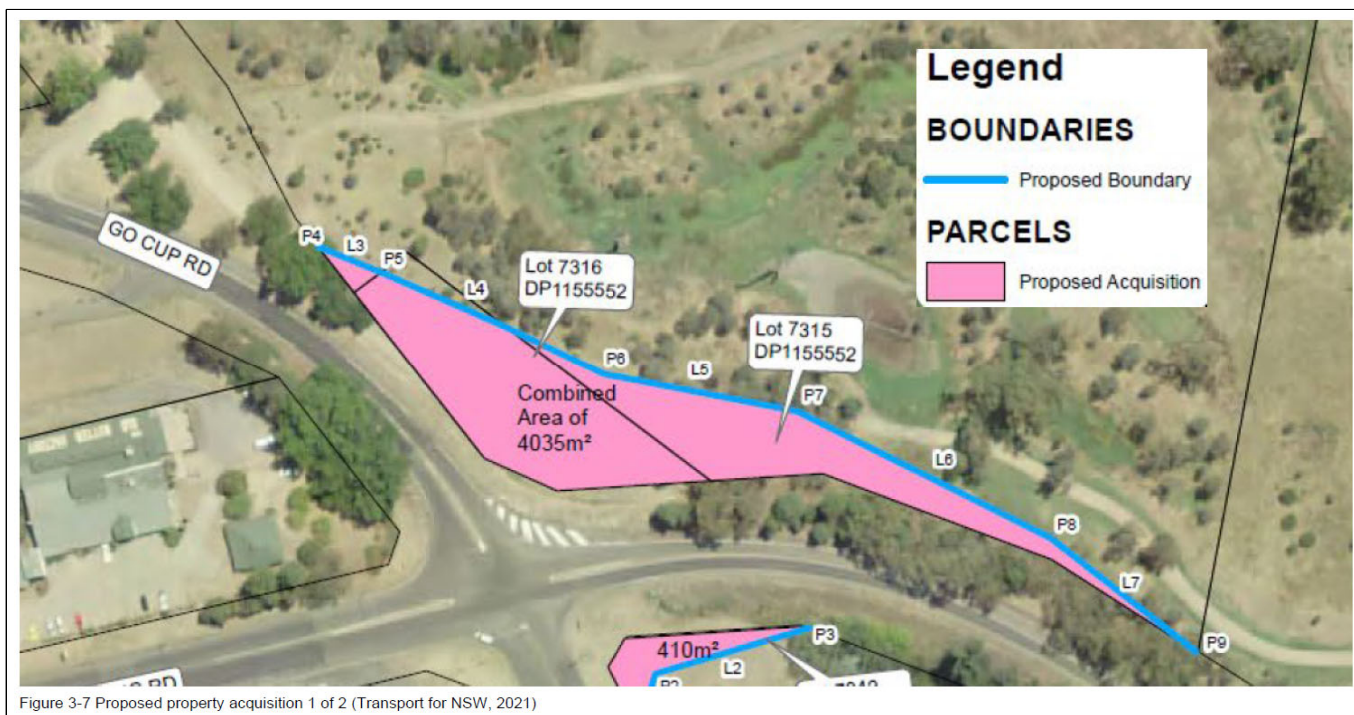 Legend
BOUNDARIES
Proposed Boundary
PARCELS
Proposed Acquisition
GO CUP RD
P4
L3
P5
L4
Lot 7316
DP1155552
P6
L5
Lot 7315
DP1155552
P7
Combined
Area of
4035m²
L6
P8
L7
P9
410m²
P3
L2
RD
Figure 3-7 Proposed property acquisition 1 of 2 (Transport for NSW, 2021)